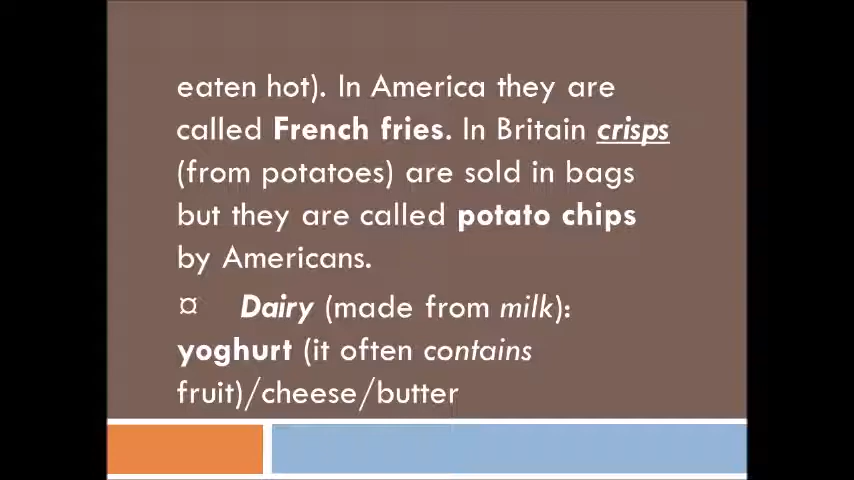 eaten hot). In America they are
called French fries. In Britain crisps
(from potatoes) are sold in bags
but they are called potato chips
by Americans.
¤ Dairy (made from milk):
yoghurt (it often contains
fruit)/cheese/butter